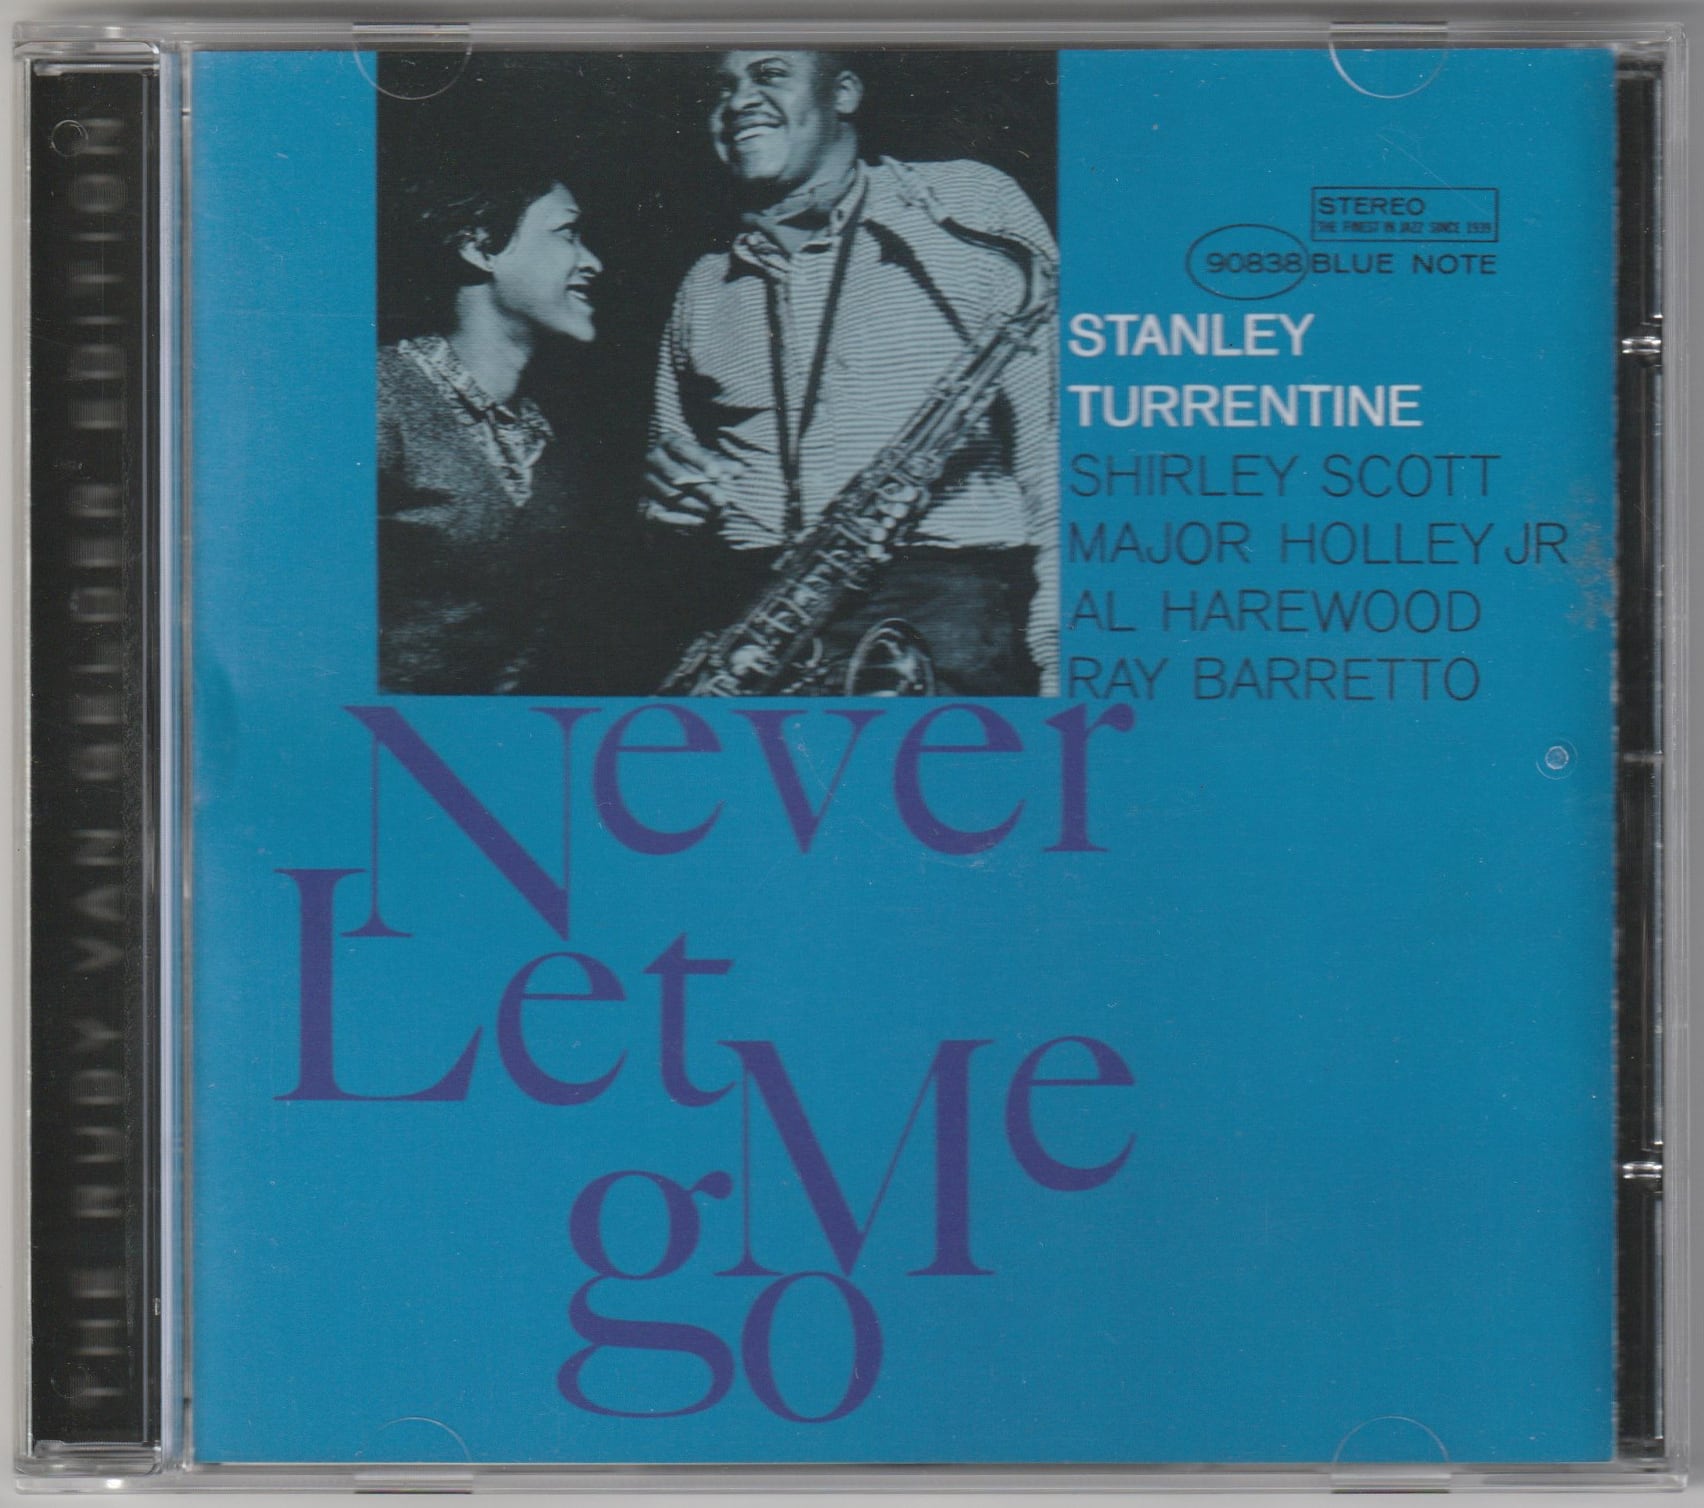 THE RUDY VAN GELDER EDITION
STEREO
THE FINEST IN JAZZ SINCE 1939
90838 BLUE NOTE
STANLEY
TURRENTINE
SHIRLEY SCOTT
MAJOR HOLLEY JR
AL HAREWOOD
RAY BARRETTO
Never
Let
Me
go